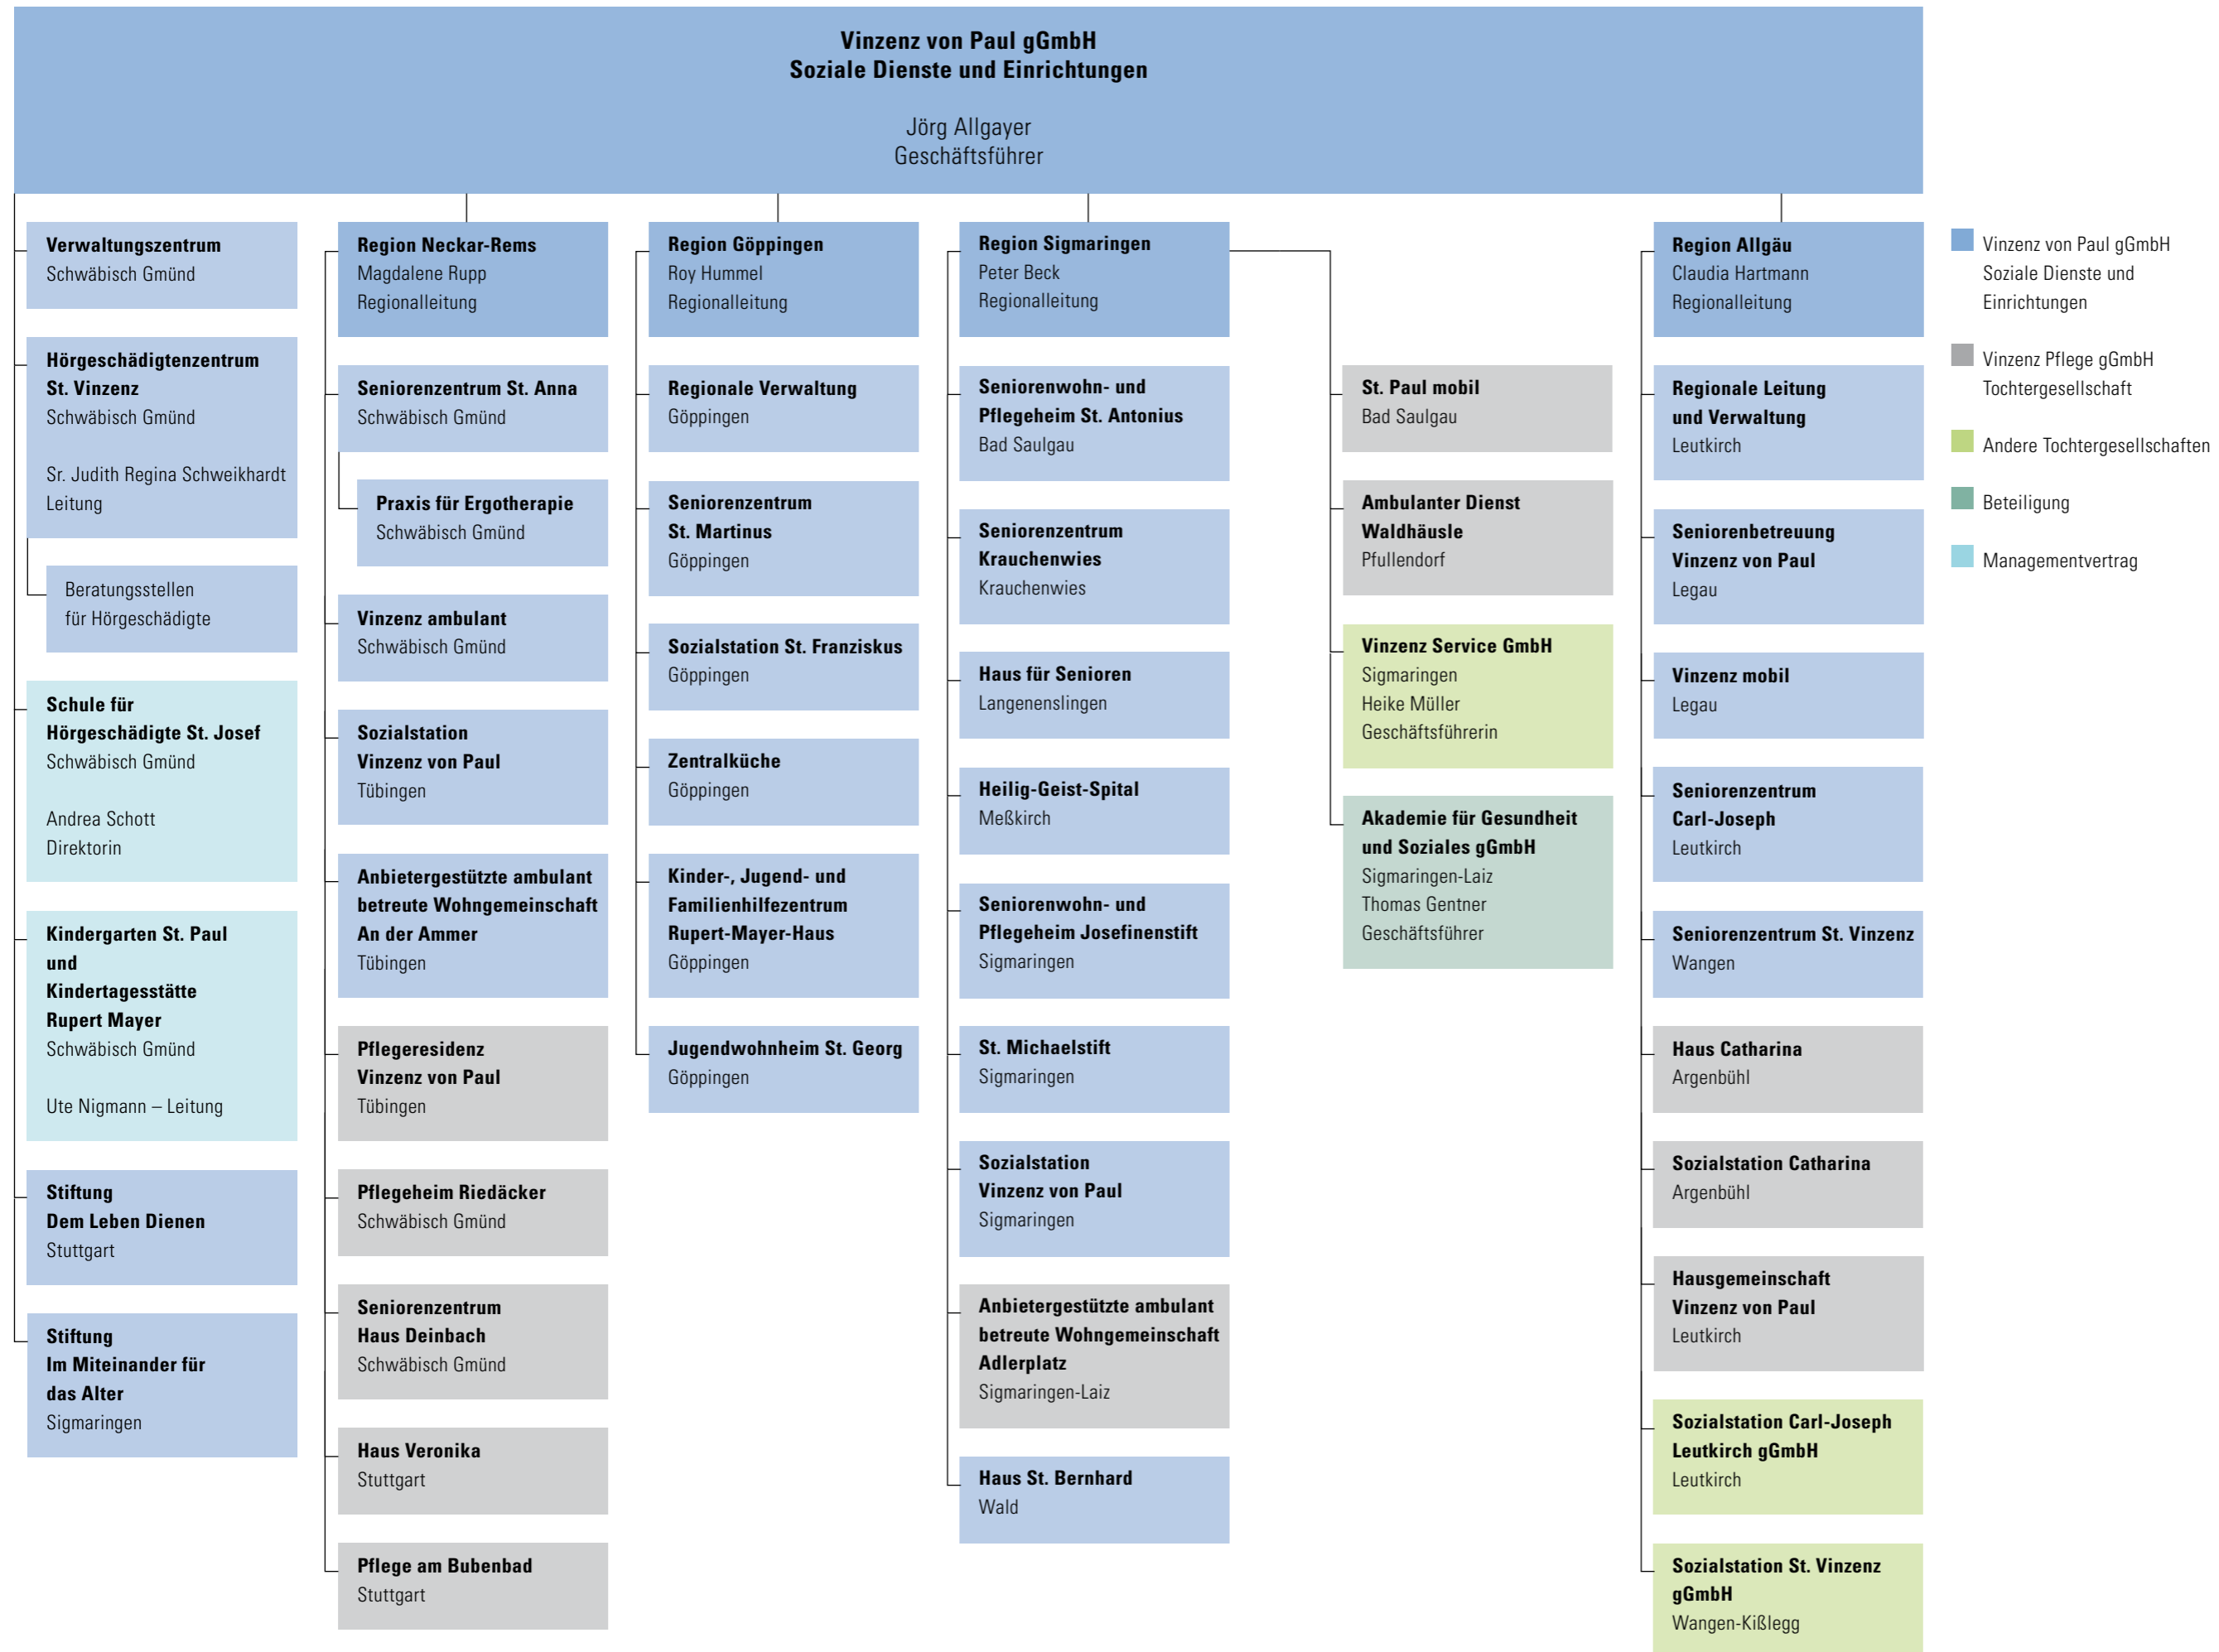 Vinzenz von Paul gGmbH
Soziale Dienste und Einrichtungen
Jörg Allgayer
Geschäftsführer
Verwaltungszentrum
Schwäbisch Gmünd
Hörgeschädigtenzentrum
St. Vinzenz
Schwäbisch Gmünd
Sr. Judith Regina Schweikhardt
Leitung
Beratungsstellen
für Hörgeschädigte
Schule für
Hörgeschädigte St. Josef
Schwäbisch Gmünd
Andrea Schott
Direktorin
Kindergarten St. Paul
und
Kindertagesstätte
Rupert Mayer
Schwäbisch Gmünd
Ute Nigmann – Leitung
Stiftung
Dem Leben Dienen
Stuttgart
Stiftung
Im Miteinander für
das Alter
Sigmaringen
Region Neckar-Rems
Magdalene Rupp
Regionalleitung
Seniorenzentrum St. Anna
Schwäbisch Gmünd
Praxis für Ergotherapie
Schwäbisch Gmünd
Vinzenz ambulant
Schwäbisch Gmünd
Sozialstation
Vinzenz von Paul
Tübingen
Anbietergestützte ambulant
betreute Wohngemeinschaft
An der Ammer
Tübingen
Pflegeresidenz
Vinzenz von Paul
Tübingen
Pflegeheim Riedäcker
Schwäbisch Gmünd
Seniorenzentrum
Haus Deinbach
Schwäbisch Gmünd
Haus Veronika
Stuttgart
Pflege am Bubenbad
Stuttgart
Region Göppingen
Roy Hummel
Regionalleitung
Regionale Verwaltung
Göppingen
Seniorenzentrum
St. Martinus
Göppingen
Sozialstation St. Franziskus
Göppingen
Zentralküche
Göppingen
Kinder-, Jugend- und
Familienhilfezentrum
Rupert-Mayer-Haus
Göppingen
Jugendwohnheim St. Georg
Göppingen
Region Sigmaringen
Peter Beck
Regionalleitung
Seniorenwohn- und
Pflegeheim St. Antonius
Bad Saulgau
Seniorenzentrum
Krauchenwies
Krauchenwies
Haus für Senioren
Langenenslingen
Heilig-Geist-Spital
Meßkirch
Seniorenwohn- und
Pflegeheim Josefinenstift
Sigmaringen
St. Michaelstift
Sigmaringen
Sozialstation
Vinzenz von Paul
Sigmaringen
Anbietergestützte ambulant
betreute Wohngemeinschaft
Adlerplatz
Sigmaringen-Laiz
Haus St. Bernhard
Wald
St. Paul mobil
Bad Saulgau
Ambulanter Dienst
Waldhäusle
Pfullendorf
Vinzenz Service GmbH
Sigmaringen
Heike Müller
Geschäftsführerin
Akademie für Gesundheit
und Soziales gGmbH
Sigmaringen-Laiz
Thomas Gentner
Geschäftsführer
Region Allgäu
Claudia Hartmann
Regionalleitung
Regionale Leitung
und Verwaltung
Leutkirch
Seniorenbetreuung
Vinzenz von Paul
Legau
Vinzenz mobil
Legau
Seniorenzentrum
Carl-Joseph
Leutkirch
Seniorenzentrum St. Vinzenz
Wangen
Haus Catharina
Argenbühl
Sozialstation Catharina
Argenbühl
Hausgemeinschaft
Vinzenz von Paul
Leutkirch
Sozialstation Carl-Joseph
Leutkirch gGmbH
Leutkirch
Sozialstation St. Vinzenz
gGmbH
Wangen-Kißlegg
Vinzenz von Paul gGmbH
Soziale Dienste und
Einrichtungen
Vinzenz Pflege gGmbH
Tochtergesellschaft
Andere Tochtergesellschaften
Beteiligung
Managementvertrag